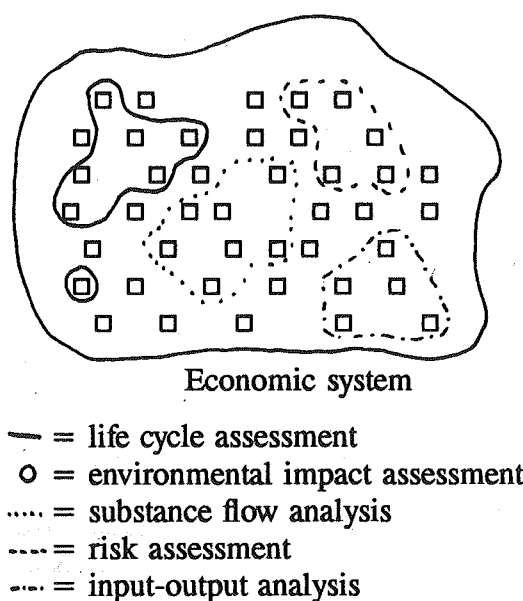 Economic system
= life cycle assessment
= environmental impact assessment
= substance flow analysis
= risk assessment
= input-output analysis